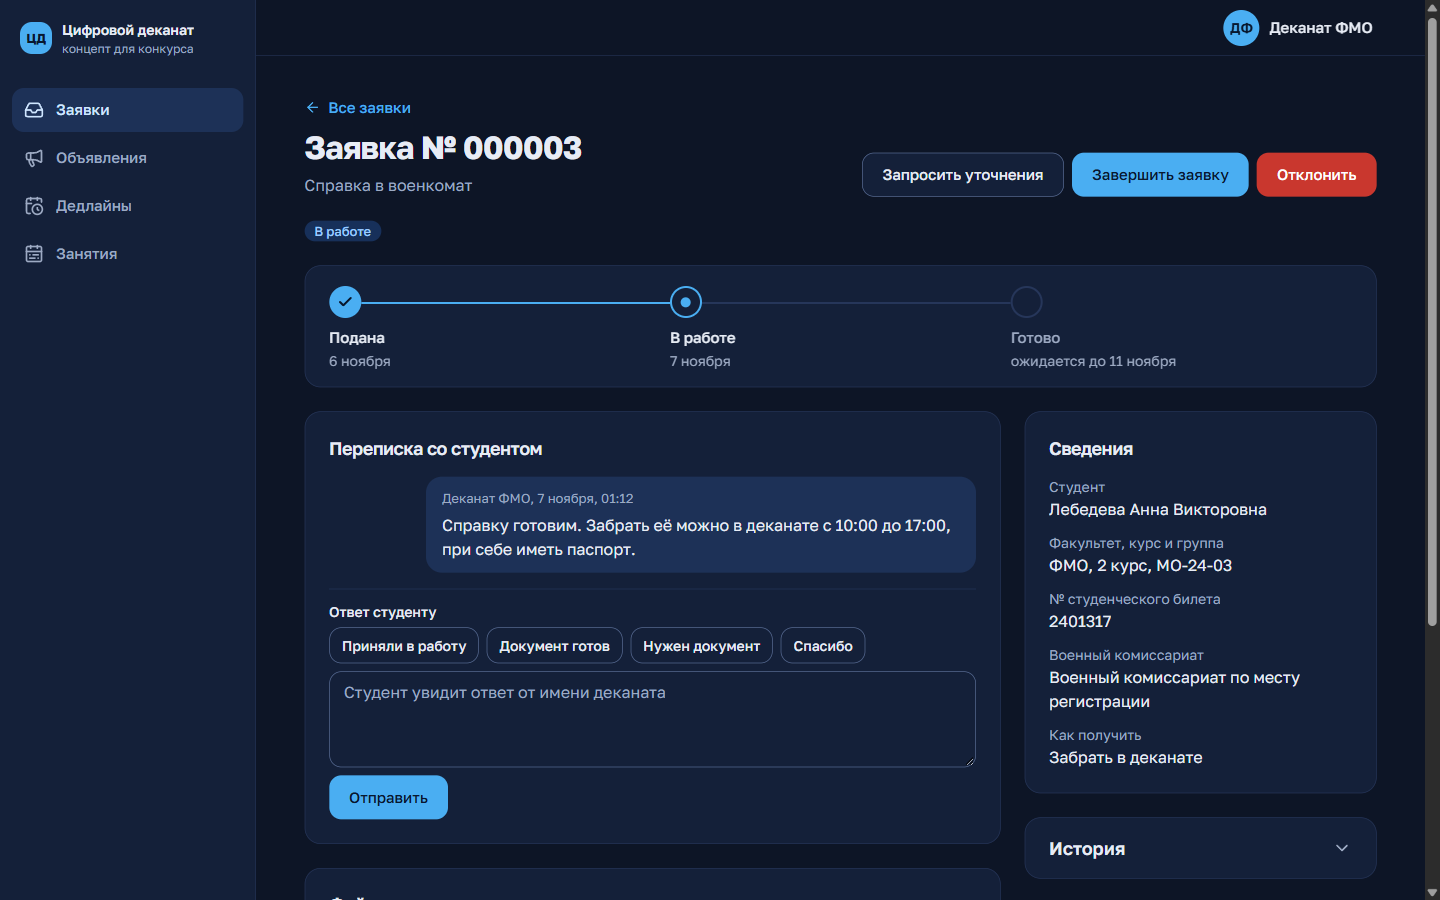 ЦД
Цифровой деканат
концепт для конкурса
Заявки
Объявления
Дедлайны
Занятия
ДФ
Деканат ФМО
← Все заявки
Заявка № 000003
Справка в военкомат
В работе
Запросить уточнения
Завершить заявку
Отклонить
Подана
6 ноября
В работе
7 ноября
Готово
ожидается до 11 ноября
Переписка со студентом
Деканат ФМО, 7 ноября, 01:12
Справку готовим. Забрать её можно в деканате с 10:00 до 17:00,
при себе иметь паспорт.
Ответ студенту
Приняли в работу
Документ готов
Нужен документ
Спасибо
Студент увидит ответ от имени деканата
Отправить
Сведения
Студент
Лебедева Анна Викторовна
Факультет, курс и группа
ФМО, 2 курс, МО-24-03
№ студенческого билета
2401317
Военный комиссариат
Военный комиссариат по месту
регистрации
Как получить
Забрать в деканате
История